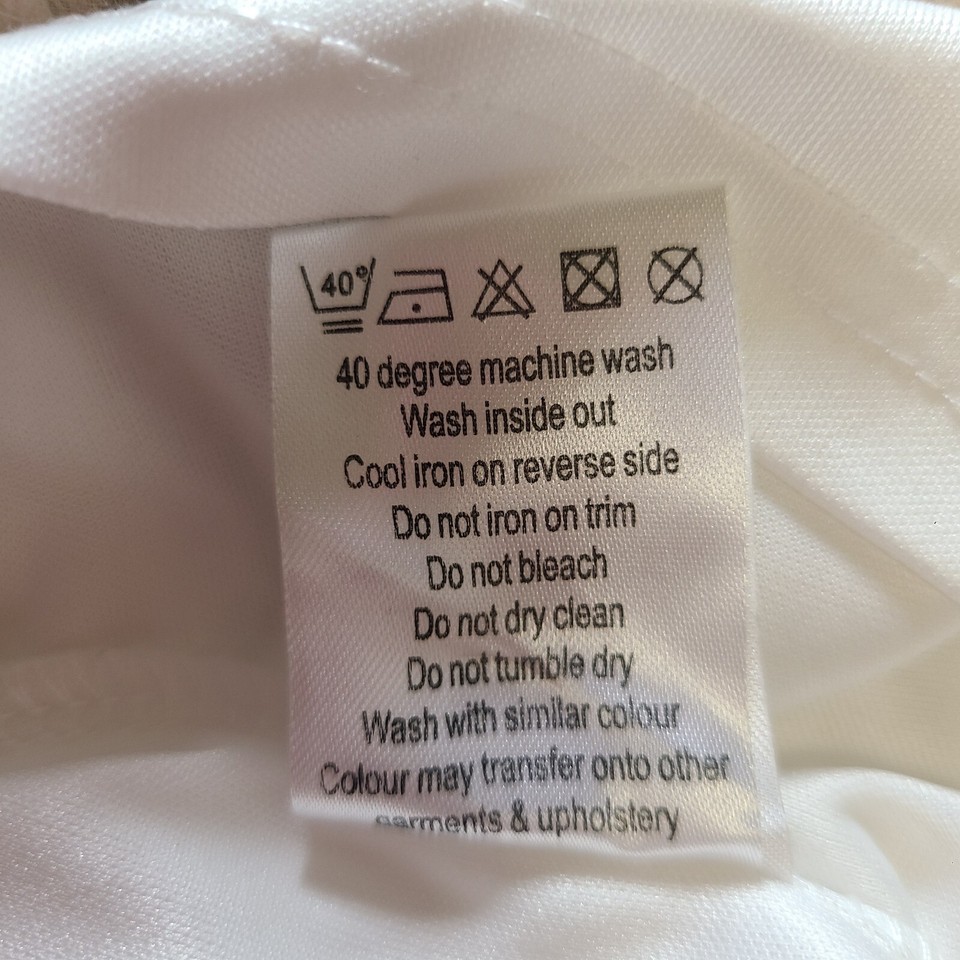 40°
40 degree machine wash
Wash inside out
Cool iron on reverse side
Do not iron on trim
Do not bleach
Do not dry clean
Do not tumble dry
Wash with similar colour
Colour may transfer onto other
garments & upholstery